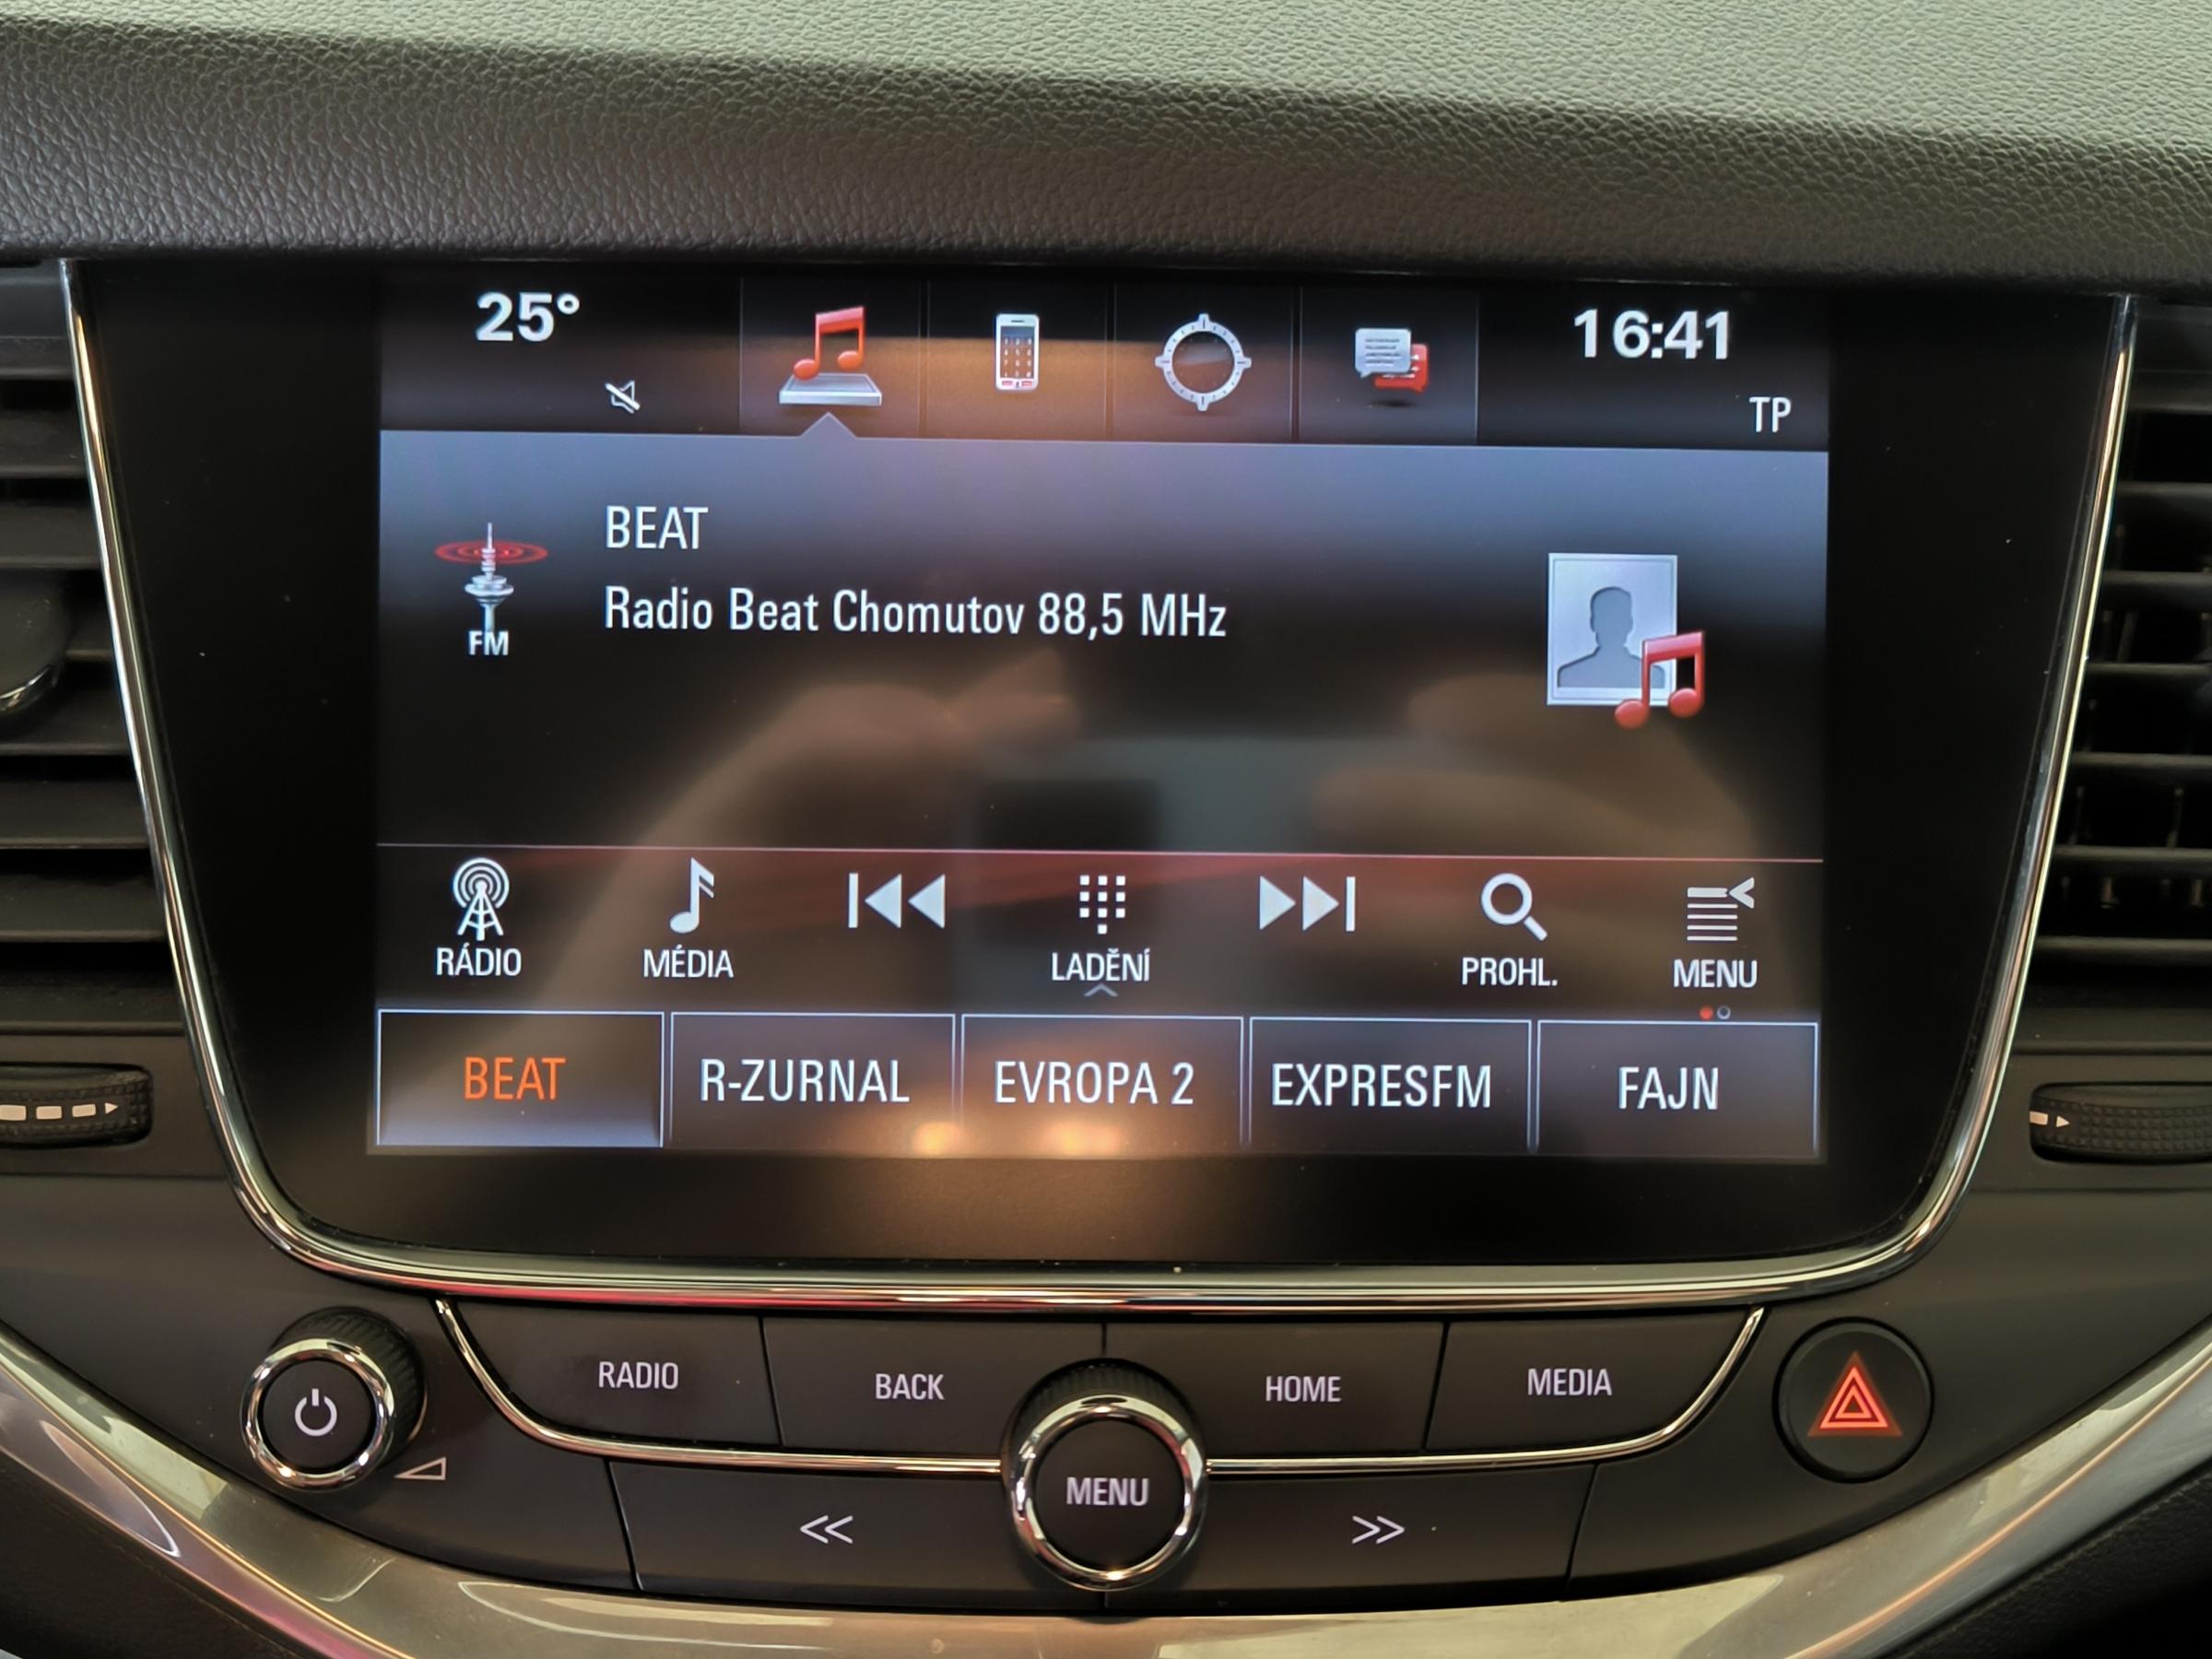 25°
16:41
TP
BEAT
Radio Beat Chomutov 88,5 MHz
FM
RÁDIO
MÉDIA
LADĚNÍ
PROHL.
MENU
BEAT
R-ZURNAL
EVROPA 2
EXPRESFM
FAJN
RADIO
BACK
HOME
MEDIA
MENU